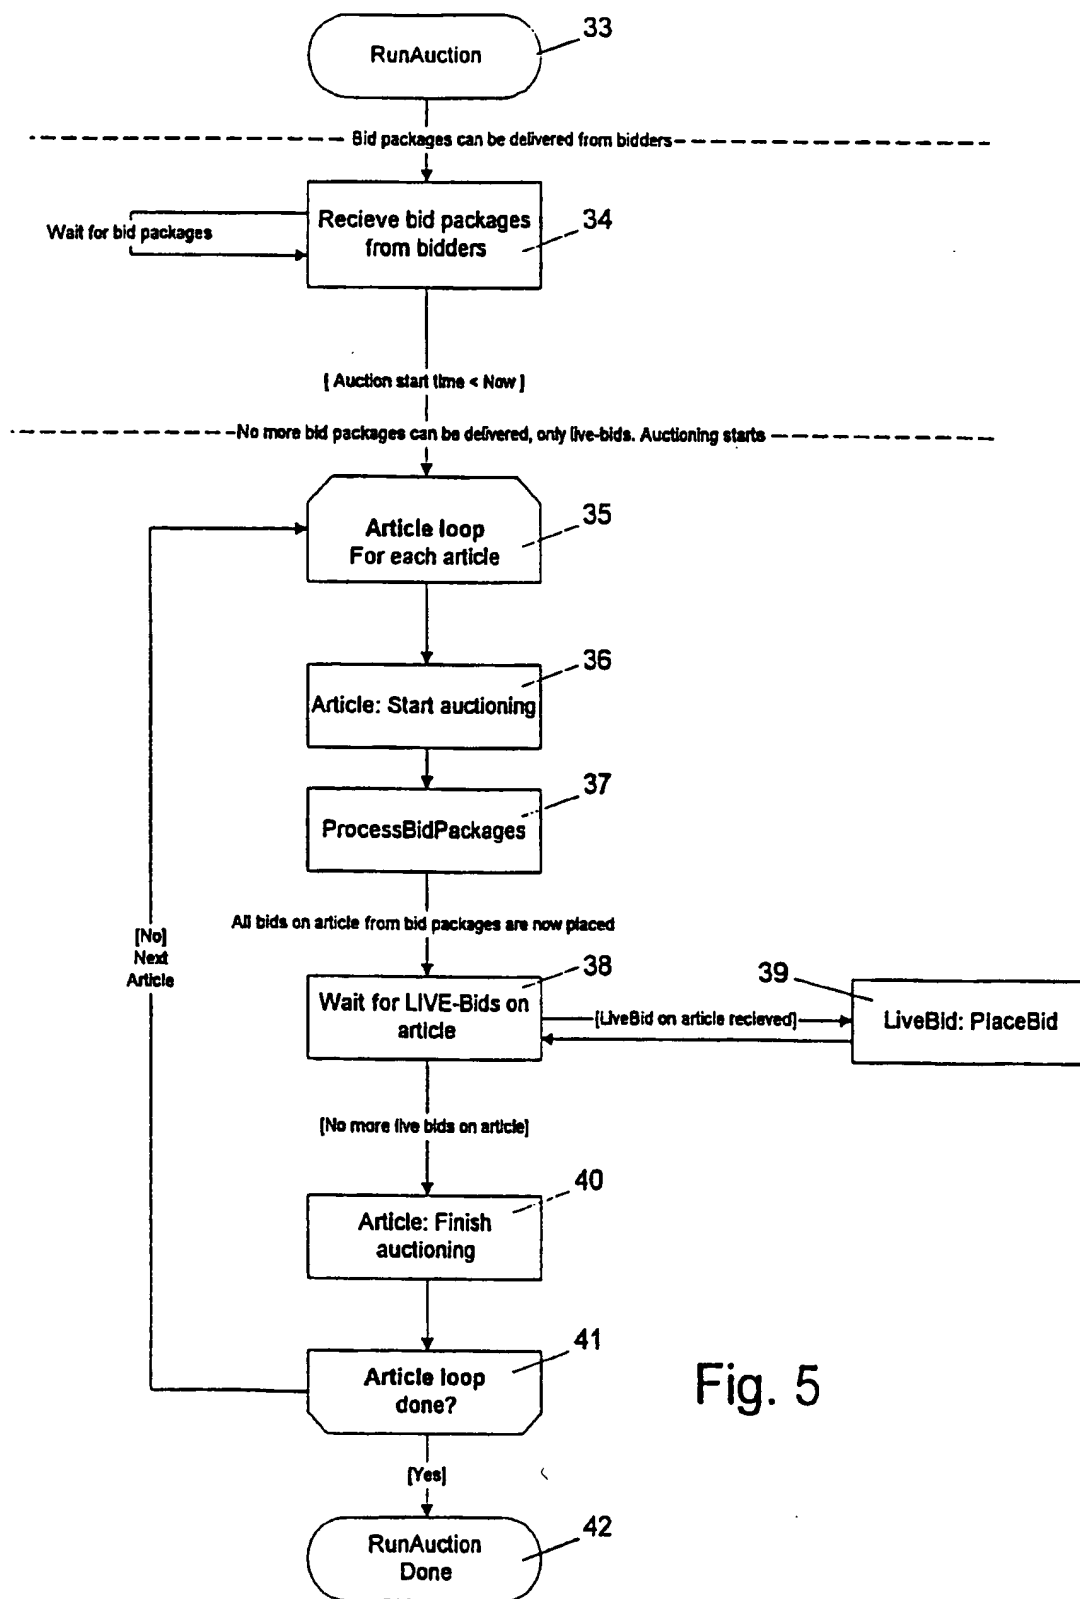 33
RunAuction
Bid packages can be delivered from bidders
34
Recieve bid packages
from bidders
Wait for bid packages
[ Auction start time < Now ]
No more bid packages can be delivered, only live-bids. Auctioning starts
35
Article loop
For each article
36
Article: Start auctioning
37
ProcessBidPackages
All bids on article from bid packages are now placed
[No]
Next
Article
38
Wait for LIVE-Bids on
article
[LiveBid on article recieved]
39
LiveBid: PlaceBid
[No more live bids on article]
40
Article: Finish
auctioning
41
Article loop
done?
Fig. 5
[Yes]
42
RunAuction
Done